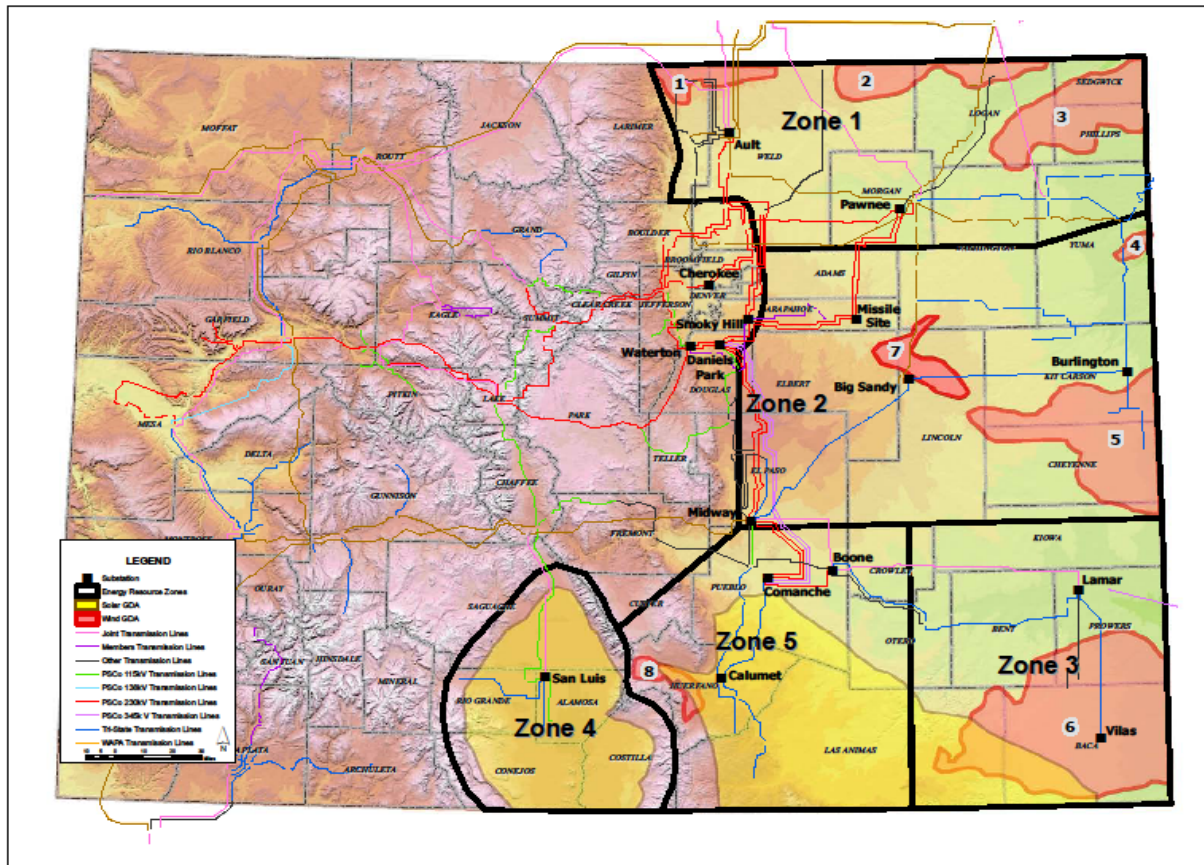 1
2
SEDGWICK
MOFFAT
JACKSON
LARIMER
LOGAN
3
Zone 1
PHILLIPS
ROUTT
Ault
WELD
MORGAN
Pawnee
RIO BLANCO
GRAND
BOULDER
BROOMFIELD
WASHINGTON
YUMA
4
GILPIN
Cherokee
ADAMS
CLEAR CREEK
JEFFERSON
DENVER
GARFIELD
EAGLE
SUMMIT
ARAPAHOE
Smoky Hill
Missile
Site
Waterton
Daniels
Park
7
Burlington
DOUGLAS
ELBERT
Big Sandy
KIT CARSON
PITKIN
LAKE
PARK
Zone 2
MESA
LINCOLN
5
DELTA
TELLER
CHEYENNE
GUNNISON
CHAFFEE
EL PASO
Midway
MONTROSE
FREMONT
KIOWA
Boone
CROWLEY
PUEBLO
Comanche
Lamar
OURAY
SAGUACHE
CUSTER
BENT
PROWERS
OTERO
SAN JUAN
HINSDALE
MINERAL
Zone 5
Zone 3
8
HUERFANO
Calumet
San Luis
RIO GRANDE
ALAMOSA
Zone 4
6
Vilas
BACA
LA PLATA
ARCHULETA
CONEJOS
COSTILLA
LAS ANIMAS
LEGEND
Substation
Energy Resource Zones
Solar GDA
Wind GDA
Joint Transmission Lines
Members Transmission Lines
Other Transmission Lines
PSCo 115kV Transmission Lines
PSCo 138kV Transmission Lines
PSCo 230kV Transmission Lines
PSCo 345k V Transmission Lines
Tri-State Transmission Lines
WAPA Transmission Lines
N